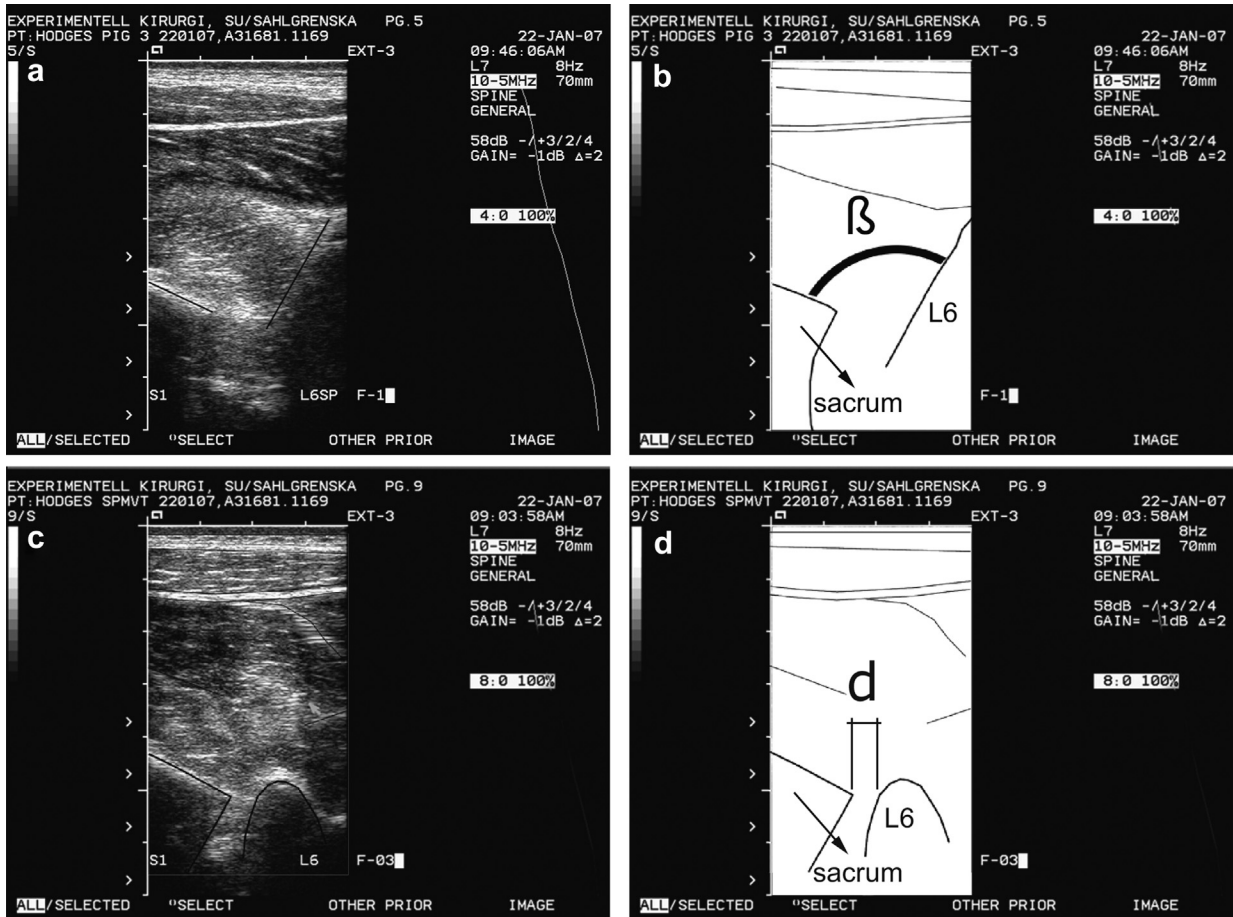 EXPERIMENTELL KIRURGI, SU/SAHLGRENSKA PG.5
PT:HODGES PIG 3 220107,A31681.1169 22-JAN-07
5/S EXT-3 09:46:06AM
a
L7 8Hz
10-5MHz 70mm
SPINE
GENERAL
58dB -/+3/2/4
GAIN= -1dB Δ=2
4:0 100%
S1 L6SP F-1
ALL/SELECTED SELECT OTHER PRIOR IMAGE
EXPERIMENTELL KIRURGI, SU/SAHLGRENSKA PG.5
PT:HODGES PIG 3 220107,A31681.1169 22-JAN-07
5/S EXT-3 09:46:06AM
b
L7 8Hz
10-5MHz 70mm
SPINE
GENERAL
58dB -/+3/2/4
GAIN= -1dB Δ=2
4:0 100%
ß
L6
sacrum
F-1
ALL/SELECTED SELECT OTHER PRIOR IMAGE
EXPERIMENTELL KIRURGI, SU/SAHLGRENSKA PG.9
PT:HODGES SPMVT 220107,A31681.1169 22-JAN-07
9/S EXT-3 09:03:58AM
c
L7 8Hz
10-5MHz 70mm
SPINE
GENERAL
58dB -/+3/2/4
GAIN= -1dB Δ=2
8:0 100%
S1 L6 F-03
ALL/SELECTED SELECT OTHER PRIOR IMAGE
EXPERIMENTELL KIRURGI, SU/SAHLGRENSKA PG.9
PT:HODGES SPMVT 220107,A31681.1169 22-JAN-07
9/S EXT-3 09:03:58AM
d
L7 8Hz
10-5MHz 70mm
SPINE
GENERAL
58dB -/+3/2/4
GAIN= -1dB Δ=2
8:0 100%
d
L6
sacrum
F-03
ALL/SELECTED SELECT OTHER PRIOR IMAGE